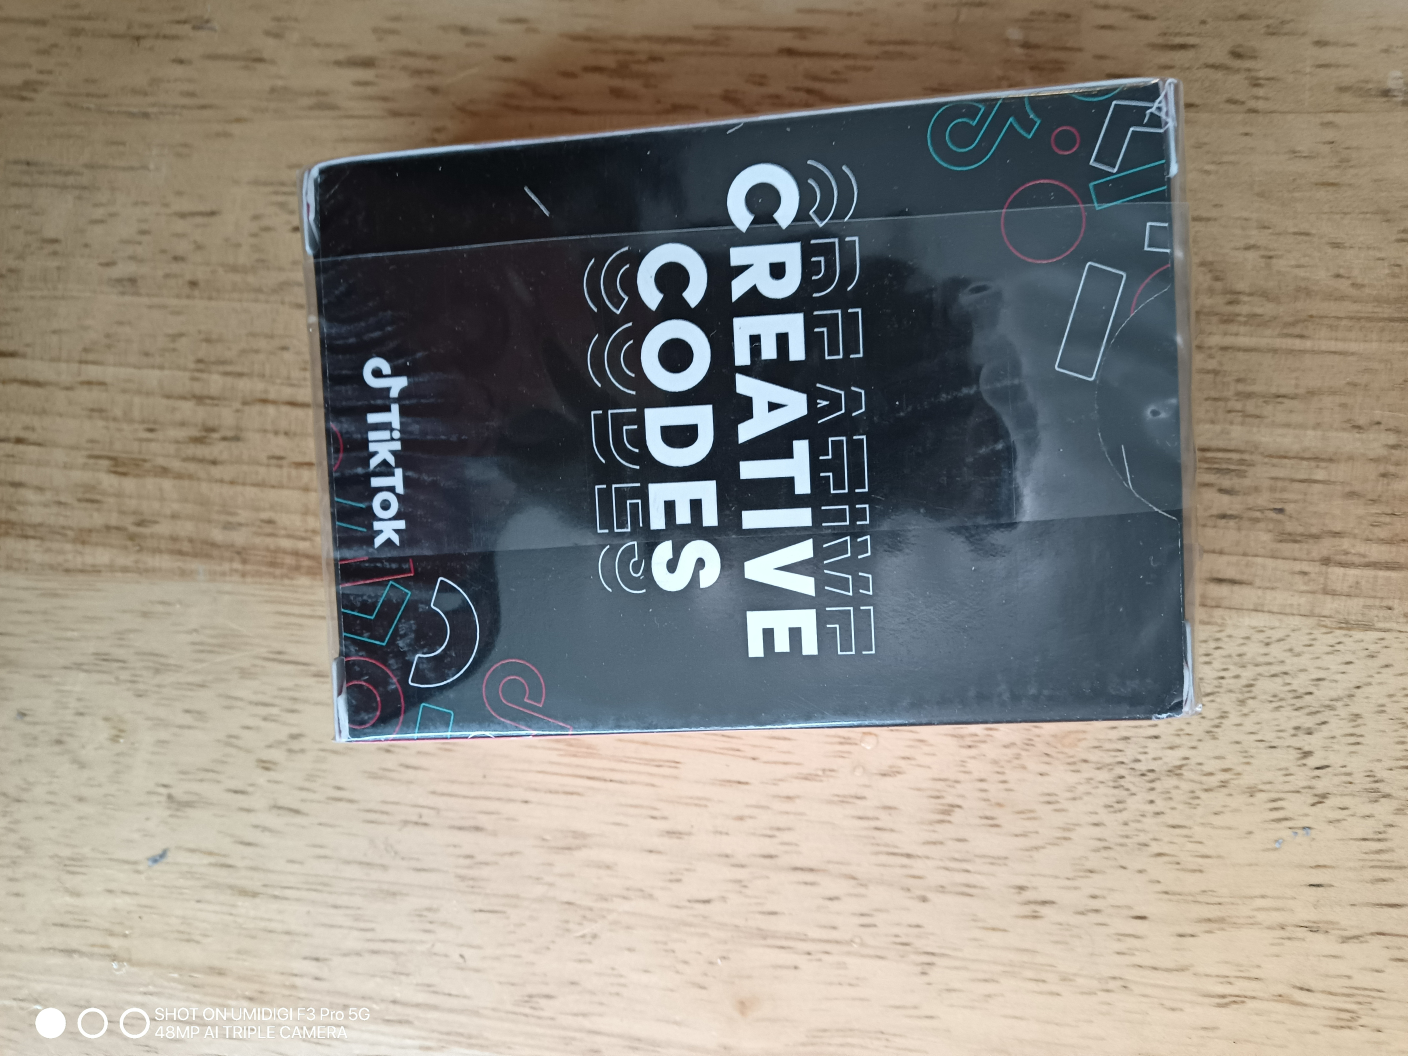 CREATIVE
CODES
TikTok
SHOT ON UMIDIGI F3 Pro 5G
48MP AI TRIPLE CAMERA